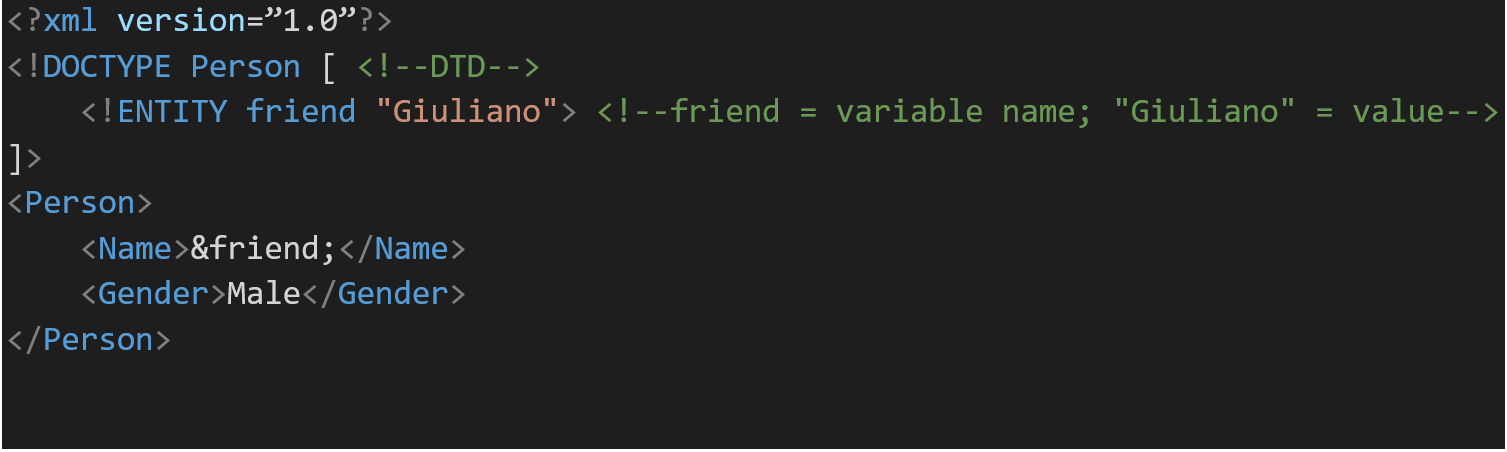 <?xml version=”1.0”?>
<!DOCTYPE Person [ <!--DTD-->
    <!ENTITY friend "Giuliano"> <!--friend = variable name; "Giuliano" = value-->
]>
<Person>
    <Name>&friend;</Name>
    <Gender>Male</Gender>
</Person>